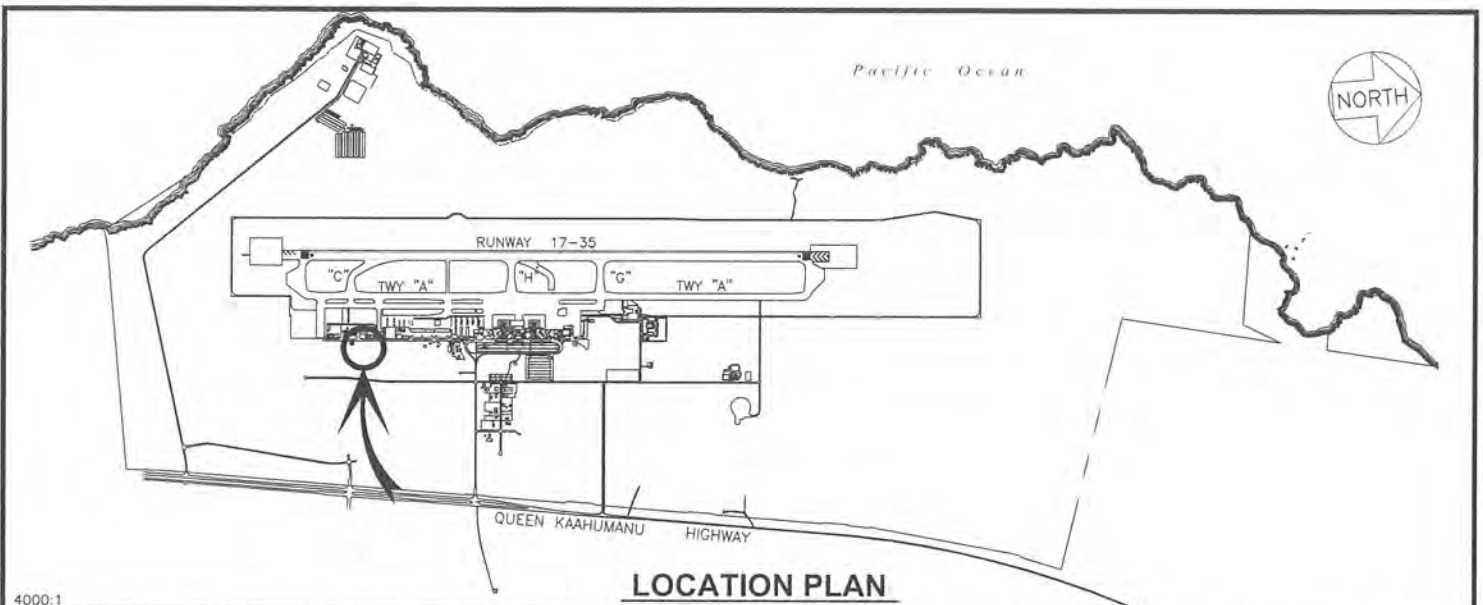 Pacific Ocean
NORTH
RUNWAY 17-35
"C"
TWY "A"
"H"
"G"
TWY "A"
QUEEN KAAHUMANU HIGHWAY
LOCATION PLAN
4000:1